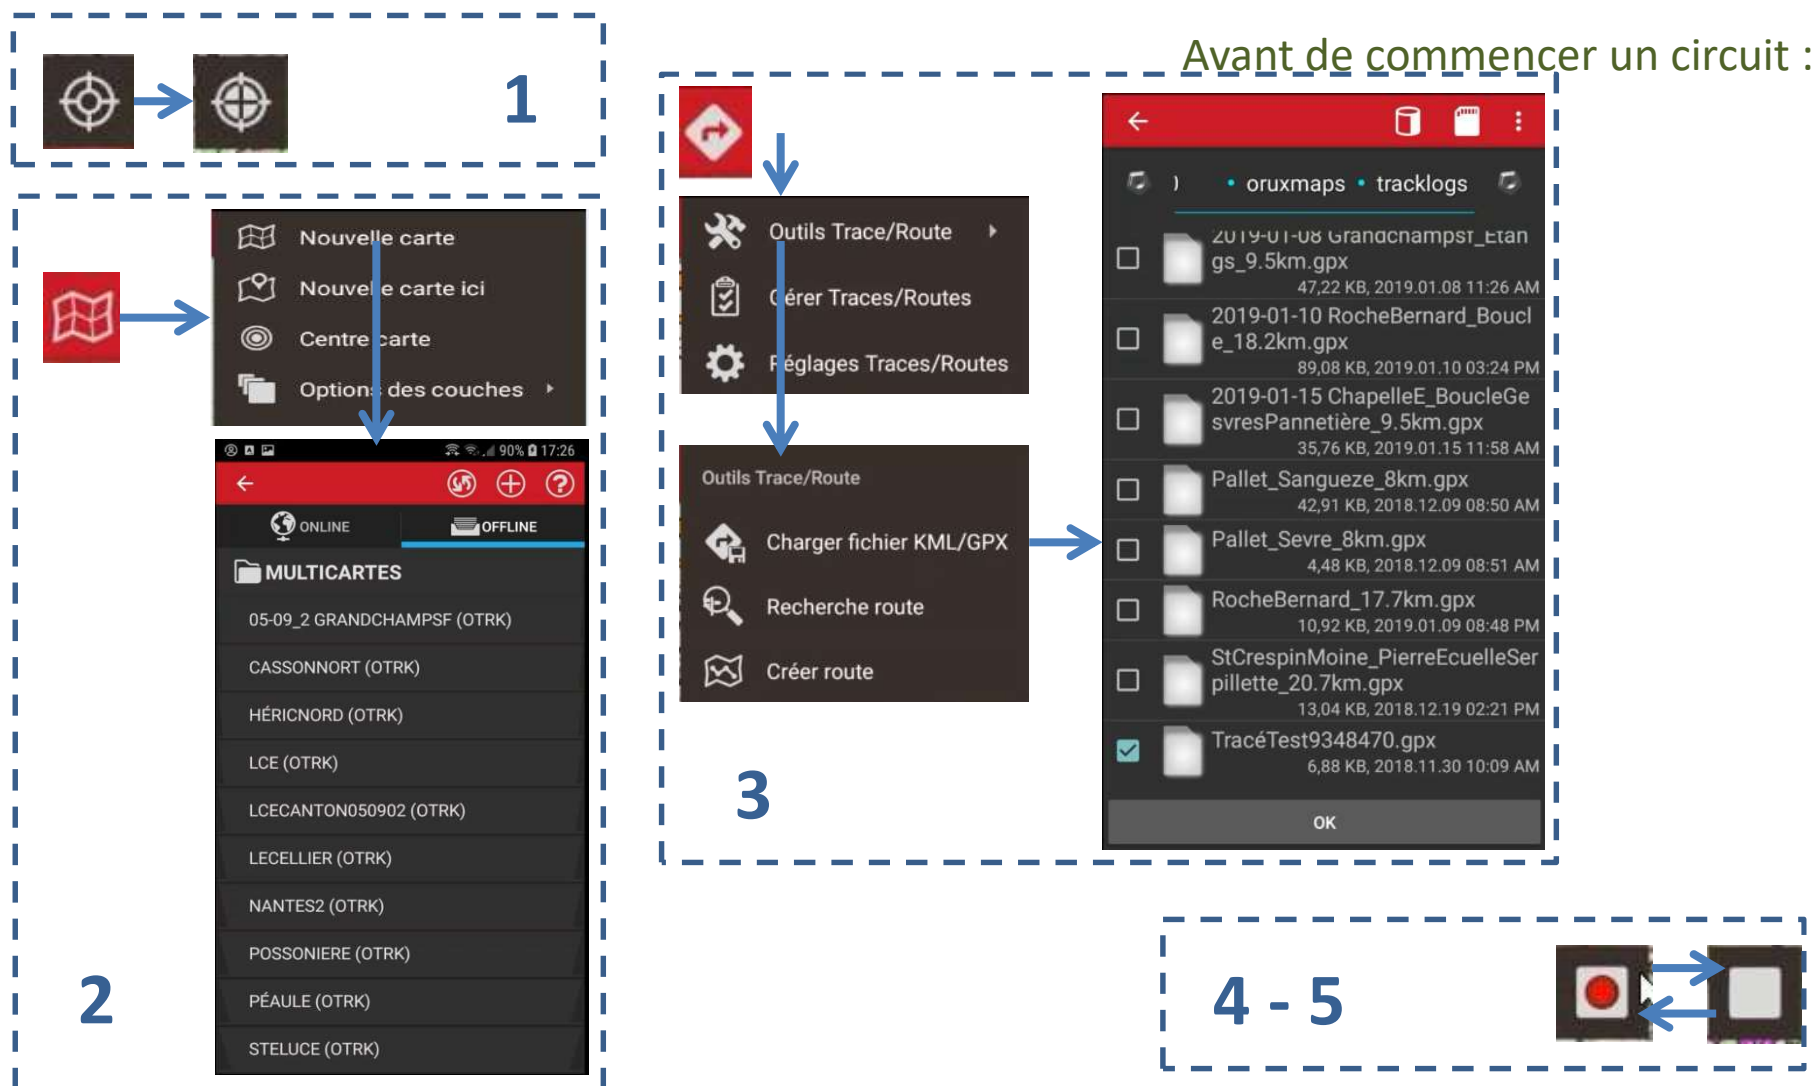 Avant de commencer un circuit :
1
Nouvelle carte
Nouvelle carte ici
Centre carte
Options des couches
90% 17:26
ONLINE
OFFLINE
MULTICARTES
05-09_2 GRANDCHAMPSF (OTRK)
CASSONNORT (OTRK)
HÉRICNORD (OTRK)
LCE (OTRK)
LCECANTON050902 (OTRK)
LECELLIER (OTRK)
NANTES2 (OTRK)
POSSONIERE (OTRK)
PÉAULE (OTRK)
STELUCE (OTRK)
2
Outils Trace/Route
Gérer Traces/Routes
Réglages Traces/Routes
Outils Trace/Route
Charger fichier KML/GPX
Recherche route
Créer route
3
) • oruxmaps • tracklogs
2019-01-08 Grandchampsf_Etan
gs_9.5km.gpx
47,22 KB, 2019.01.08 11:26 AM
2019-01-10 RocheBernard_Boucl
e_18.2km.gpx
89,08 KB, 2019.01.10 03:24 PM
2019-01-15 ChapelleE_BoucleGe
svresPannetière_9.5km.gpx
35,76 KB, 2019.01.15 11:58 AM
Pallet_Sangueze_8km.gpx
42,91 KB, 2018.12.09 08:50 AM
Pallet_Sevre_8km.gpx
4,48 KB, 2018.12.09 08:51 AM
RocheBernard_17.7km.gpx
10,92 KB, 2019.01.09 08:48 PM
StCrespinMoine_PierreEcuelleSer
pillette_20.7km.gpx
13,04 KB, 2018.12.19 02:21 PM
TracéTest9348470.gpx
6,88 KB, 2018.11.30 10:09 AM
OK
4 - 5